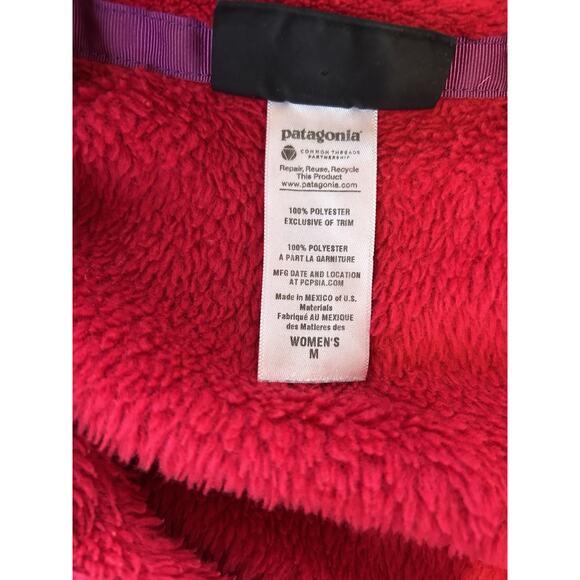 patagonia
COMMON THREADS
PARTNERSHIP
Repair, Reuse, Recycle
This Product
www.patagonia.com
100% POLYESTER
EXCLUSIVE OF TRIM
100% POLYESTER
A PART LA GARNITURE
MFG DATE AND LOCATION
AT PCPSIA.COM
Made in MEXICO of U.S.
Materials
Fabriqué AU MEXIQUE
des Matieres des
WOMEN'S
M